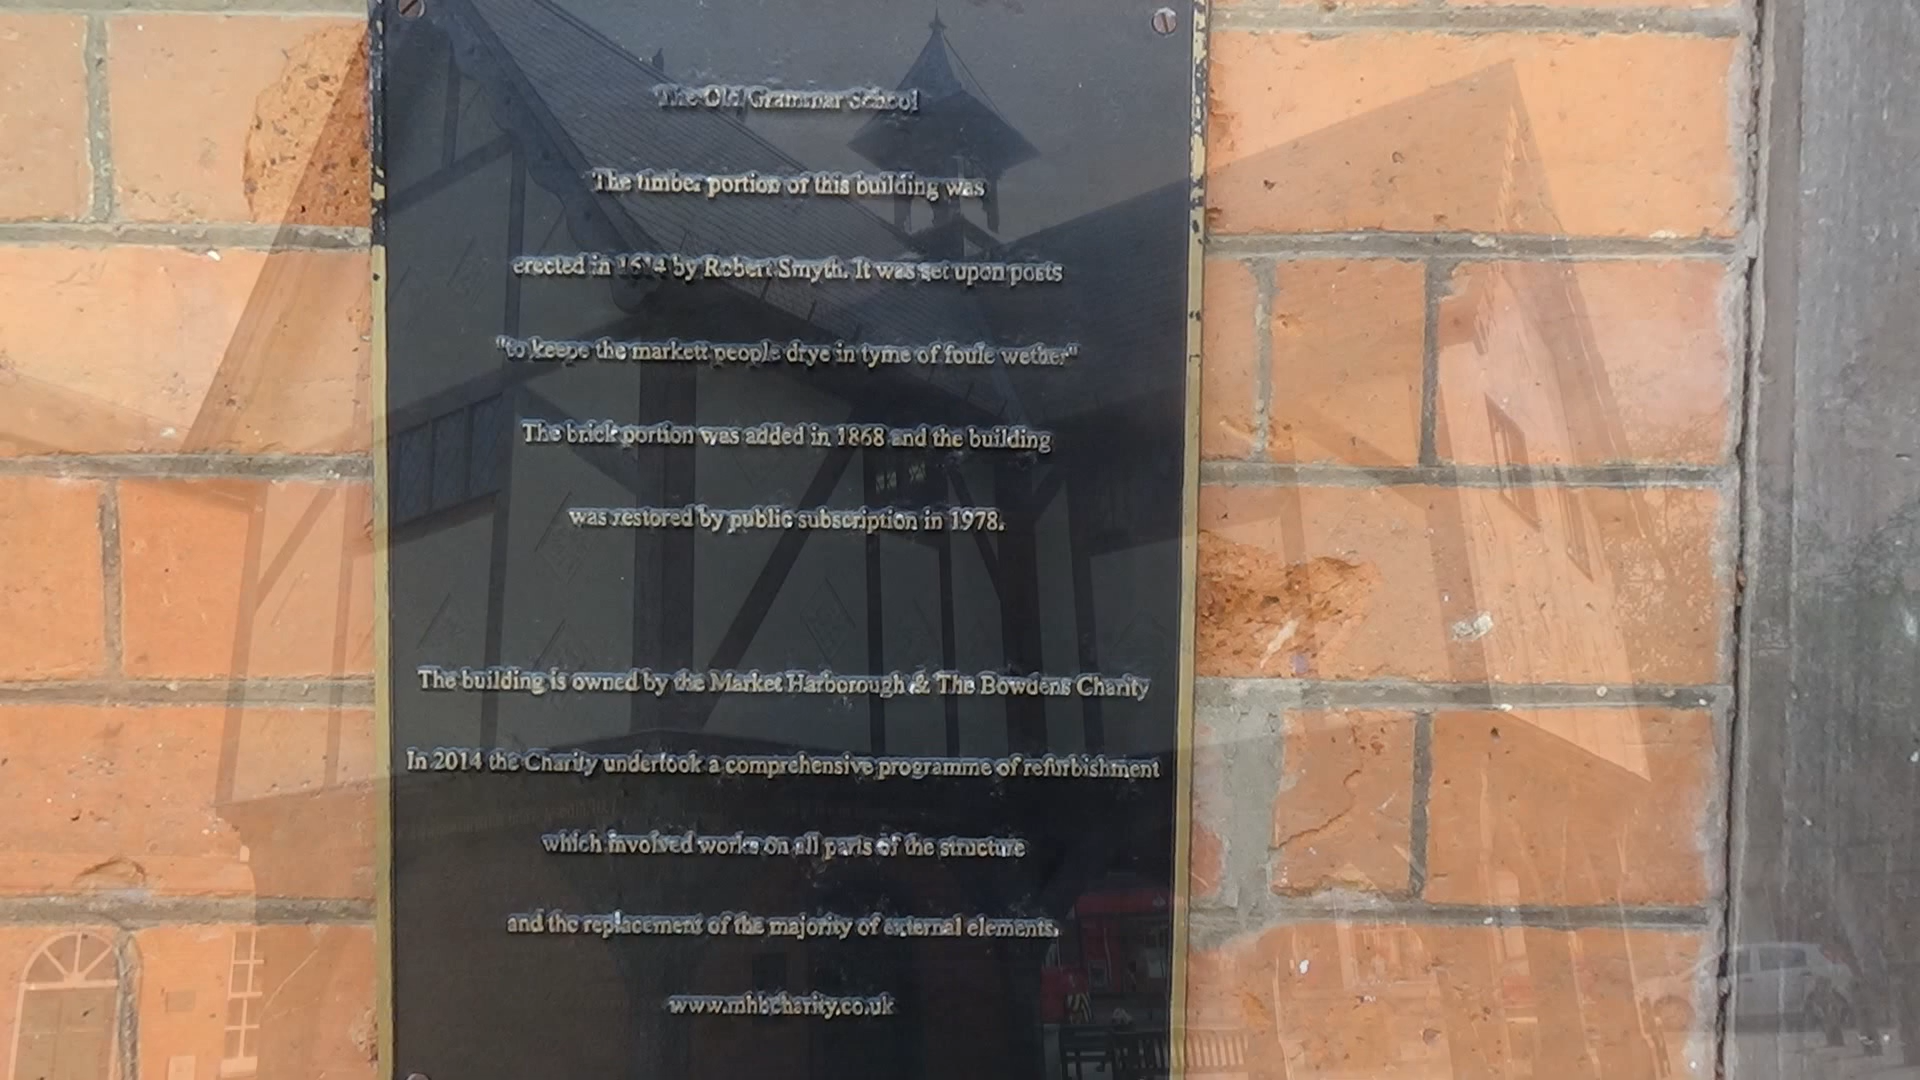 The Old Grammar School
The timber portion of this building was
erected in 1614 by Robert Smyth. It was set upon posts
"to keepe the markett people drye in tyme of foule wether"
The brick portion was added in 1868 and the building
was restored by public subscription in 1978.
The building is owned by the Market Harborough & The Bowdens Charity
In 2014 the Charity undertook a comprehensive programme of refurbishment
which involved works on all parts of the structure
and the replacement of the majority of external elements.
www.mhbcharity.co.uk